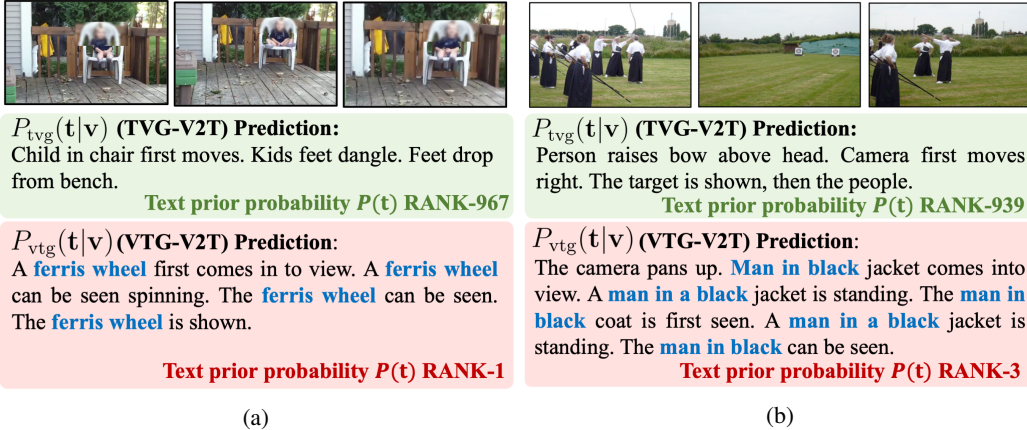 P_tvg(t|v) (TVG-V2T) Prediction:
Child in chair first moves. Kids feet dangle. Feet drop
from bench.
Text prior probability P(t) RANK-967
P_vtg(t|v) (VTG-V2T) Prediction:
A ferris wheel first comes in to view. A ferris wheel
can be seen spinning. The ferris wheel can be seen.
The ferris wheel is shown.
Text prior probability P(t) RANK-1
(a)
P_tvg(t|v) (TVG-V2T) Prediction:
Person raises bow above head. Camera first moves
right. The target is shown, then the people.
Text prior probability P(t) RANK-939
P_vtg(t|v) (VTG-V2T) Prediction:
The camera pans up. Man in black jacket comes into
view. A man in a black jacket is standing. The man in
black coat is first seen. A man in a black jacket is
standing. The man in black can be seen.
Text prior probability P(t) RANK-3
(b)